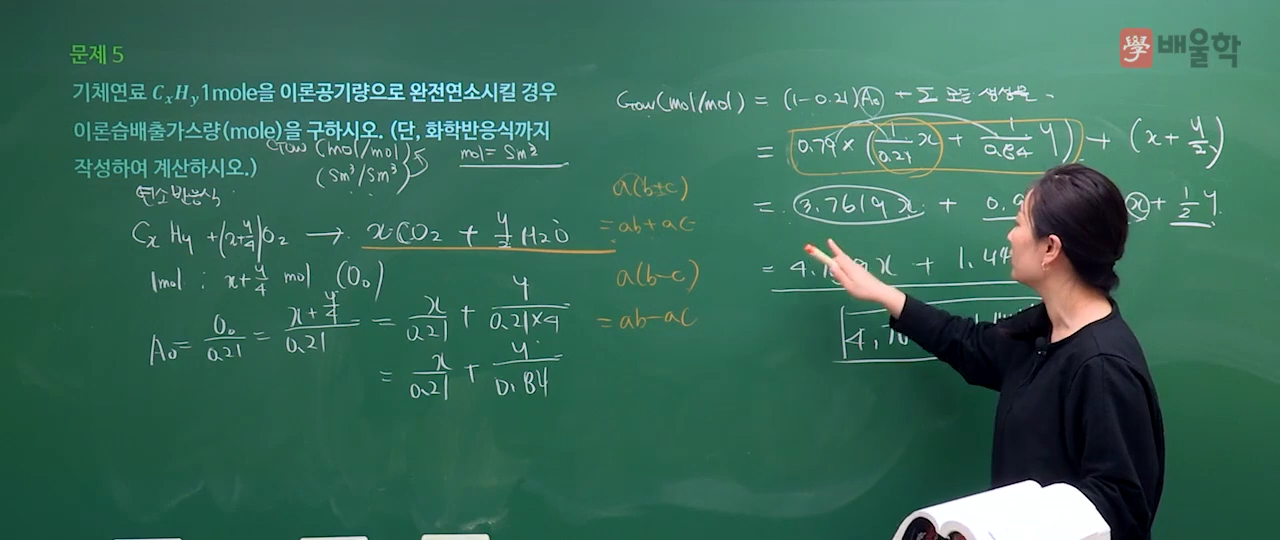 學 배울학
문제 5
기체연료 CxHy 1mole을 이론공기량으로 완전연소시킬 경우
이론습배출가스량(mole)을 구하시오. (단, 화학반응식까지
작성하여 계산하시오.)
Gow (mol/mol)
(Sm³/Sm³)
mol = Sm³
연소반응식
CxHy + (x+y/4)O2 → xCO2 + y/2 H2O
1mol : x+y/4 mol (O₀)
A₀ = O₀/0.21 = (x+y/4)/0.21 = x/0.21 + y/(0.21×4)
= x/0.21 + y/0.84
a(b±c)
= ab+ac
a(b-c)
= ab-ac
Gow(mol/mol) = (1-0.21)A₀ + Σ 모든 생성물
= 0.79 × (1/0.21 x + 1/0.84 y) + (x + y/2)
= 3.7619x + 0.9 x + 1/2 y
= 4. x + 1.44
4.76